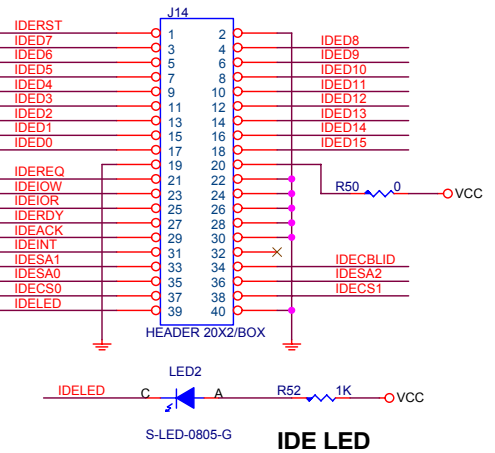 J14
IDERST 1 2
IDED7 3 4 IDED8
IDED6 5 6 IDED9
IDED5 7 8 IDED10
IDED4 9 10 IDED11
IDED3 11 12 IDED12
IDED2 13 14 IDED13
IDED1 15 16 IDED14
IDED0 17 18 IDED15
19 20
IDEREQ 21 22 R50 0 VCC
IDEIOW 23 24
IDEIOR 25 26
IDERDY 27 28
IDEACK 29 30
IDEINT 31 32
IDESA1 33 34 IDECBLID
IDESA0 35 36 IDESA2
IDECS0 37 38 IDECS1
IDELED 39 40
HEADER 20X2/BOX
LED2
IDELED C A R52 1K VCC
S-LED-0805-G
IDE LED